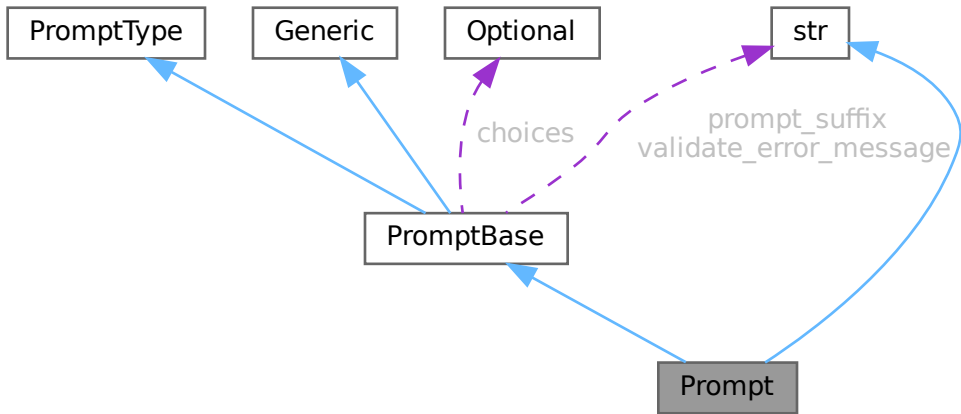 PromptType
Generic
Optional
str
choices
prompt_suffix
validate_error_message
PromptBase
Prompt